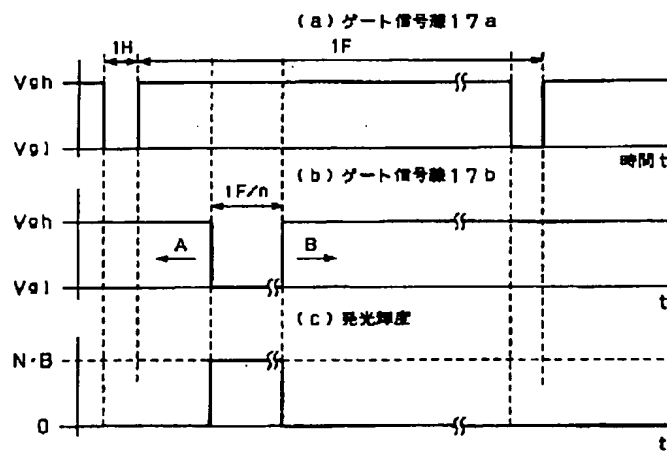 (a)ゲート信号線17a
1H
1F
Vgh
Vgl
時間t
(b)ゲート信号線17b
1F/n
Vgh
A
B
Vgl
t
(c)発光輝度
N·B
0
t